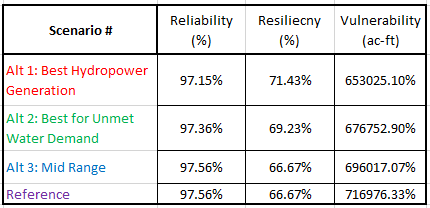 Scenario # Reliability (%) Resiliecny (%) Vulnerability (ac-ft)
Alt 1: Best Hydropower Generation 97.15% 71.43% 653025.10%
Alt 2: Best for Unmet Water Demand 97.36% 69.23% 676752.90%
Alt 3: Mid Range 97.56% 66.67% 696017.07%
Reference 97.56% 66.67% 716976.33%